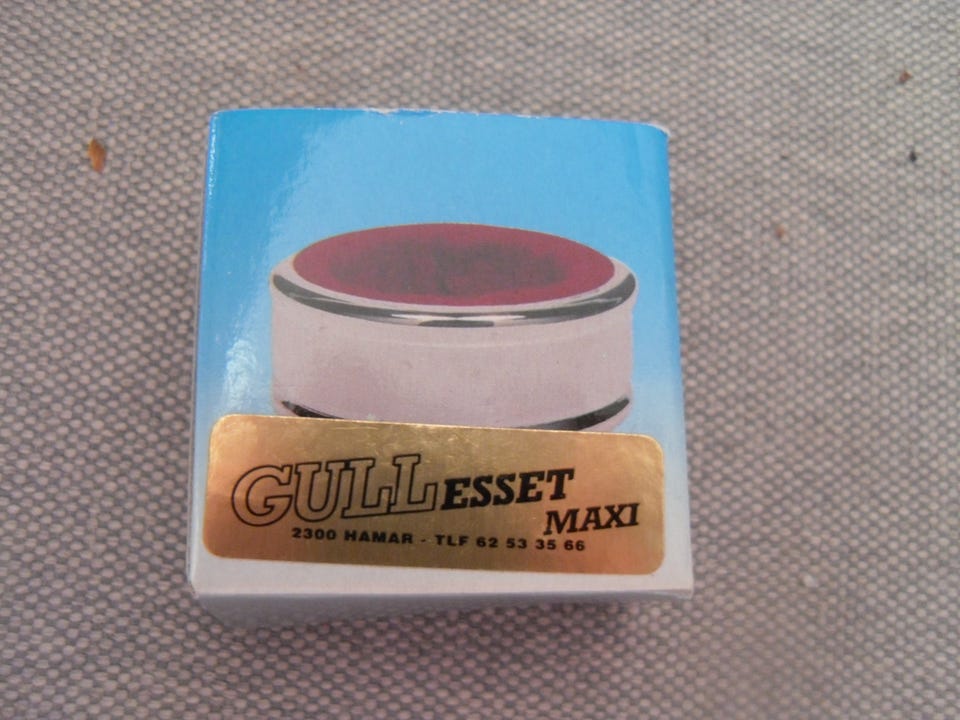 GULLESSET
MAXI
2300 HAMAR - TLF 62 53 35 66